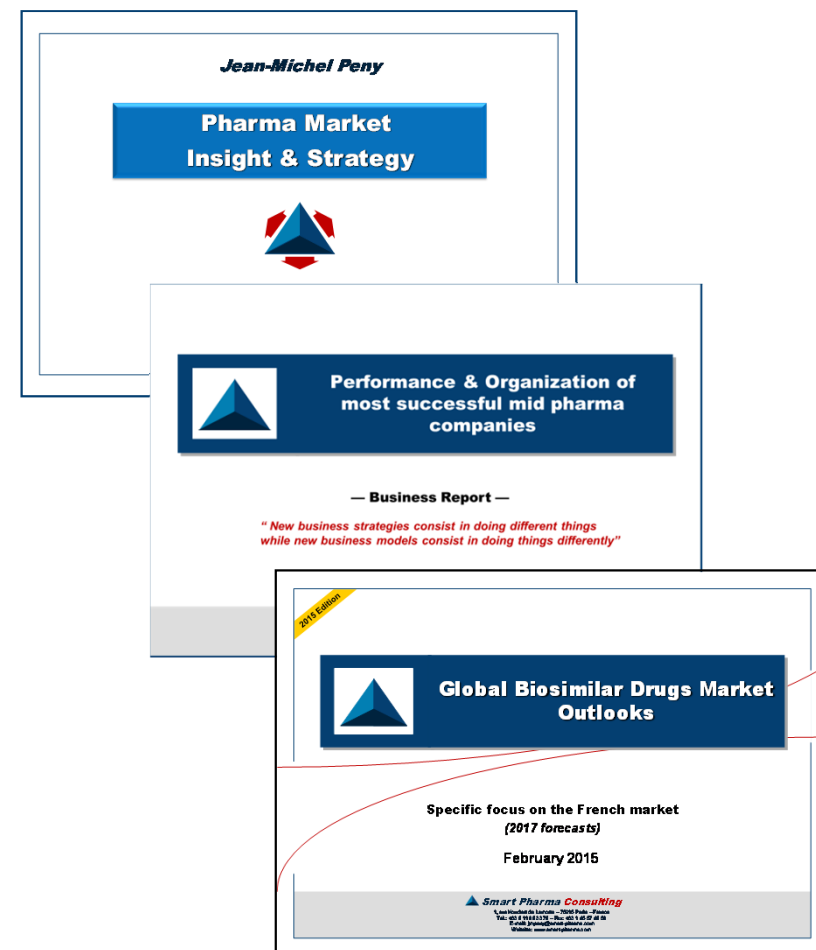 Jean-Michel Peny
Pharma Market
Insight & Strategy
Performance & Organization of
most successful mid pharma
companies
— Business Report —
“ New business strategies consist in doing different things
while new business models consist in doing things differently”
2015 Edition
Global Biosimilar Drugs Market
Outlooks
Specific focus on the French market
(2017 forecasts)
February 2015
Smart Pharma Consulting